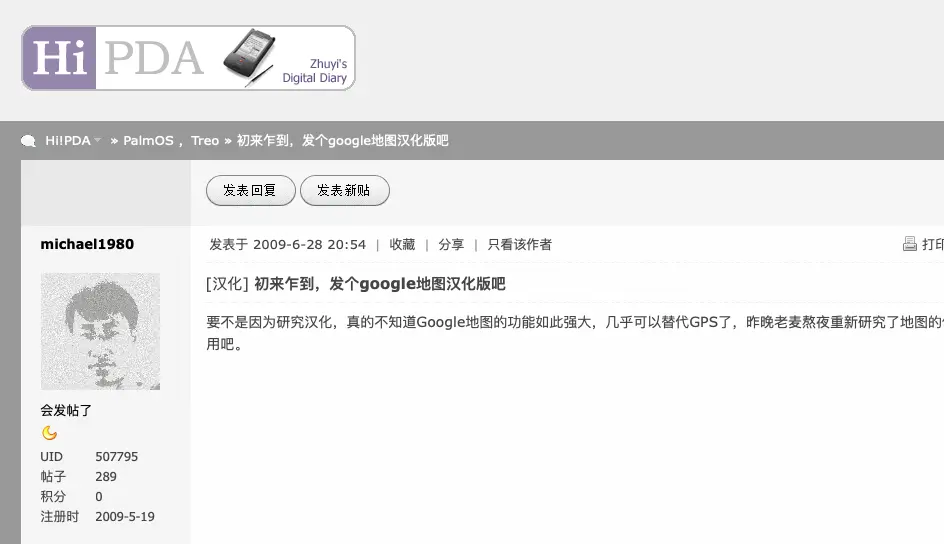 Hi PDA
Zhuyi's
Digital Diary
Hi!PDA » PalmOS ，Treo » 初来乍到，发个google地图汉化版吧
发表回复 发表新贴
michael1980
发表于 2009-6-28 20:54 | 收藏 | 分享 | 只看该作者 打印
[汉化] 初来乍到，发个google地图汉化版吧
要不是因为研究汉化，真的不知道Google地图的功能如此强大，几乎可以替代GPS了，昨晚老麦熬夜重新研究了地图的
用吧。
会发帖了
UID 507795
帖子 289
积分 0
注册时 2009-5-19